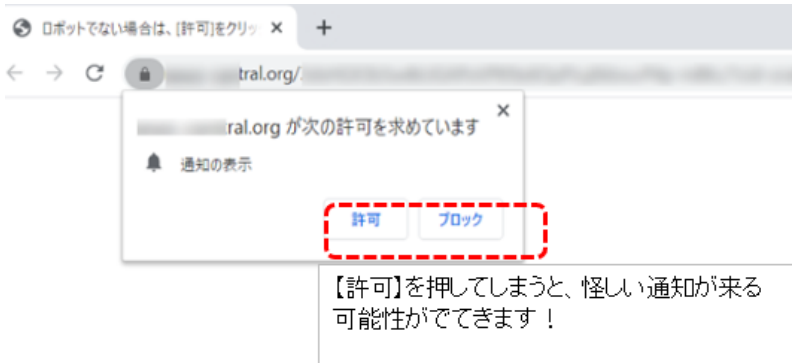 ロボットでない場合は、[許可]をクリッ
tral.org/
ral.org が次の許可を求めています
通知の表示
許可
ブロック
【許可】を押してしまうと、怪しい通知が来る
可能性がでてきます！